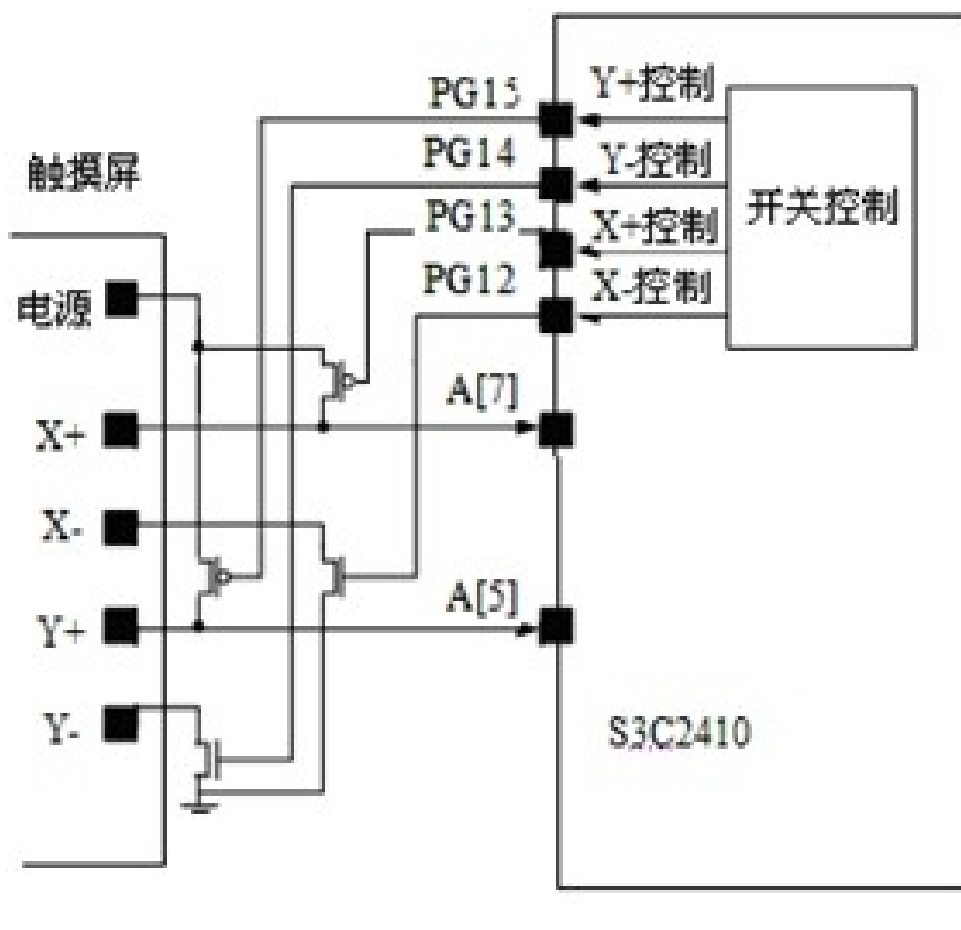 PG15
Y+控制
PG14
Y-控制
触摸屏
开关控制
PG13
X+控制
PG12
X-控制
电源
A[7]
X+
X-
A[5]
Y+
Y-
S3C2410